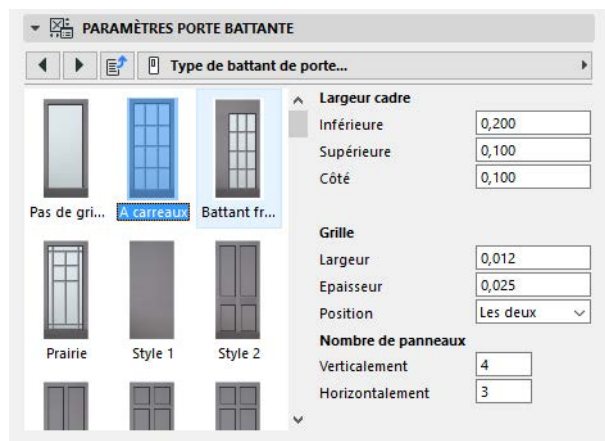 PARAMÈTRES PORTE BATTANTE
Type de battant de porte...
Pas de gri...
A carreaux
Battant fr...
Prairie
Style 1
Style 2
Largeur cadre
Inférieure 0,200
Supérieure 0,100
Côté 0,100
Grille
Largeur 0,012
Epaisseur 0,025
Position Les deux
Nombre de panneaux
Verticalement 4
Horizontalement 3